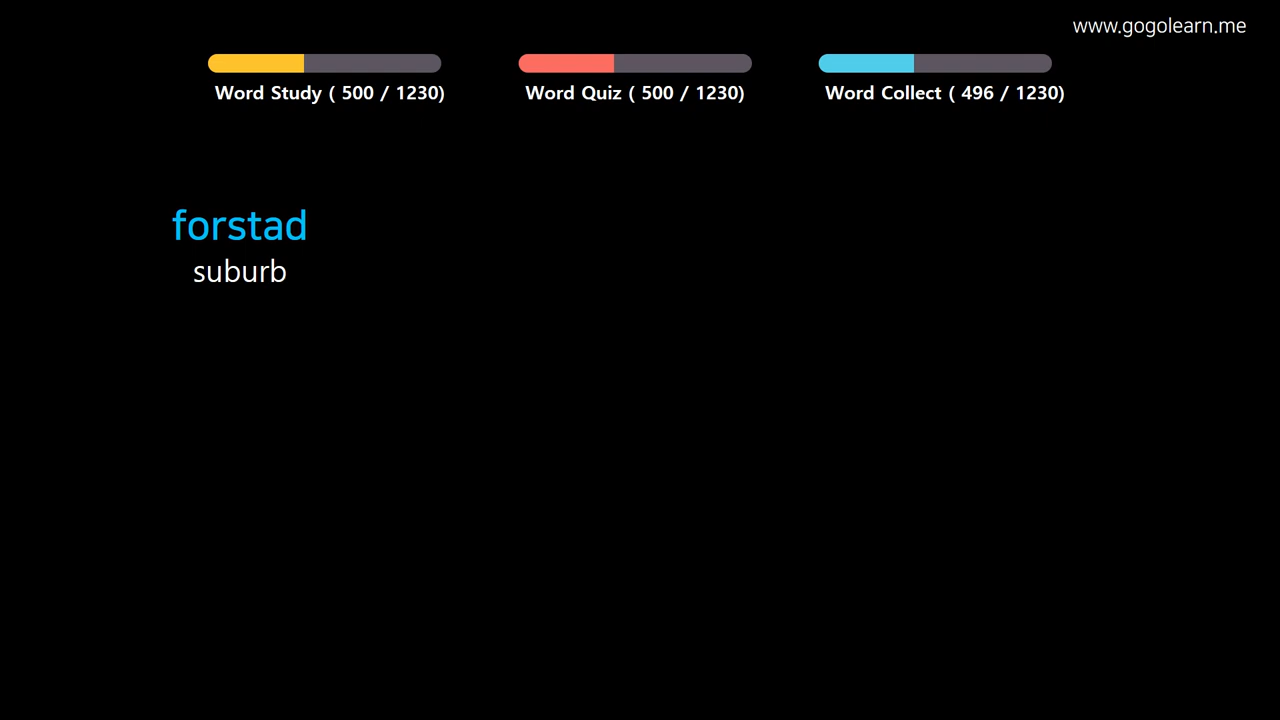 www.gogolearn.me
Word Study ( 500 / 1230)
Word Quiz ( 500 / 1230)
Word Collect ( 496 / 1230)
forstad
suburb